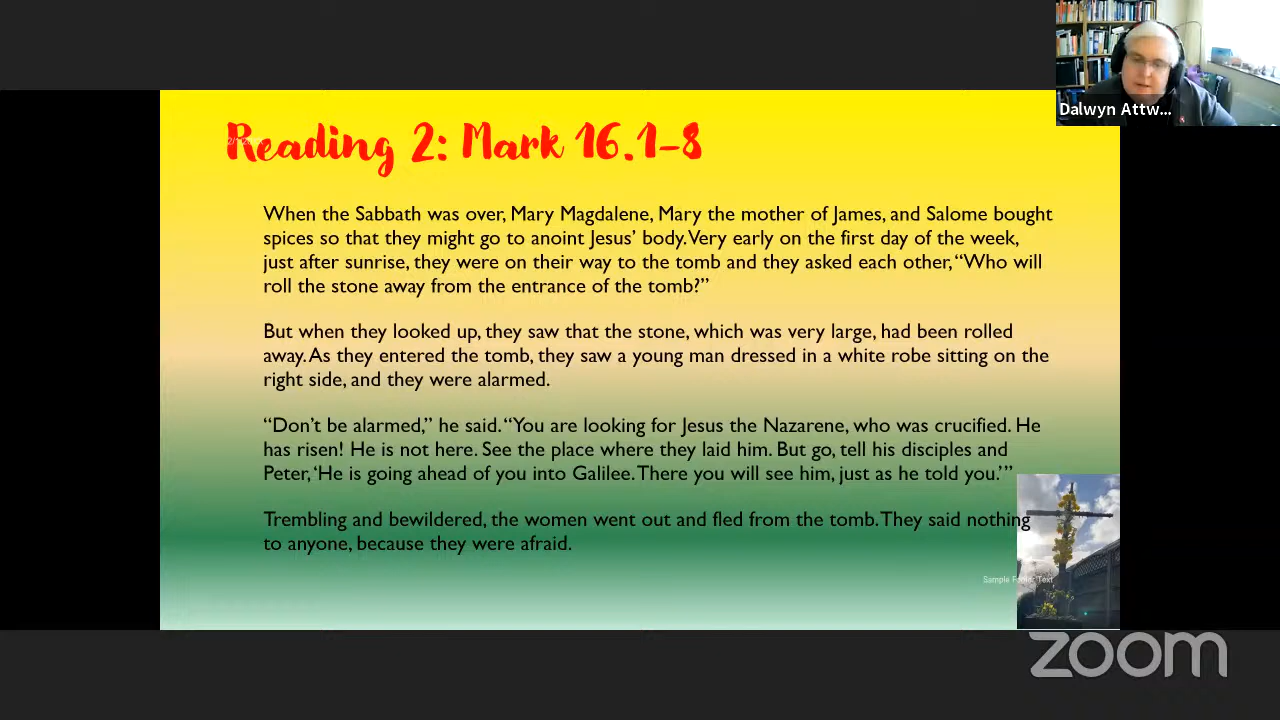 Dalwyn Attw...
Reading 2: Mark 16.1-8
When the Sabbath was over, Mary Magdalene, Mary the mother of James, and Salome bought
spices so that they might go to anoint Jesus’ body. Very early on the first day of the week,
just after sunrise, they were on their way to the tomb and they asked each other, “Who will
roll the stone away from the entrance of the tomb?”
But when they looked up, they saw that the stone, which was very large, had been rolled
away. As they entered the tomb, they saw a young man dressed in a white robe sitting on the
right side, and they were alarmed.
“Don’t be alarmed,” he said. “You are looking for Jesus the Nazarene, who was crucified. He
has risen! He is not here. See the place where they laid him. But go, tell his disciples and
Peter, ‘He is going ahead of you into Galilee. There you will see him, just as he told you.’”
Trembling and bewildered, the women went out and fled from the tomb. They said nothing
to anyone, because they were afraid.
Sample Footer Text
zoom